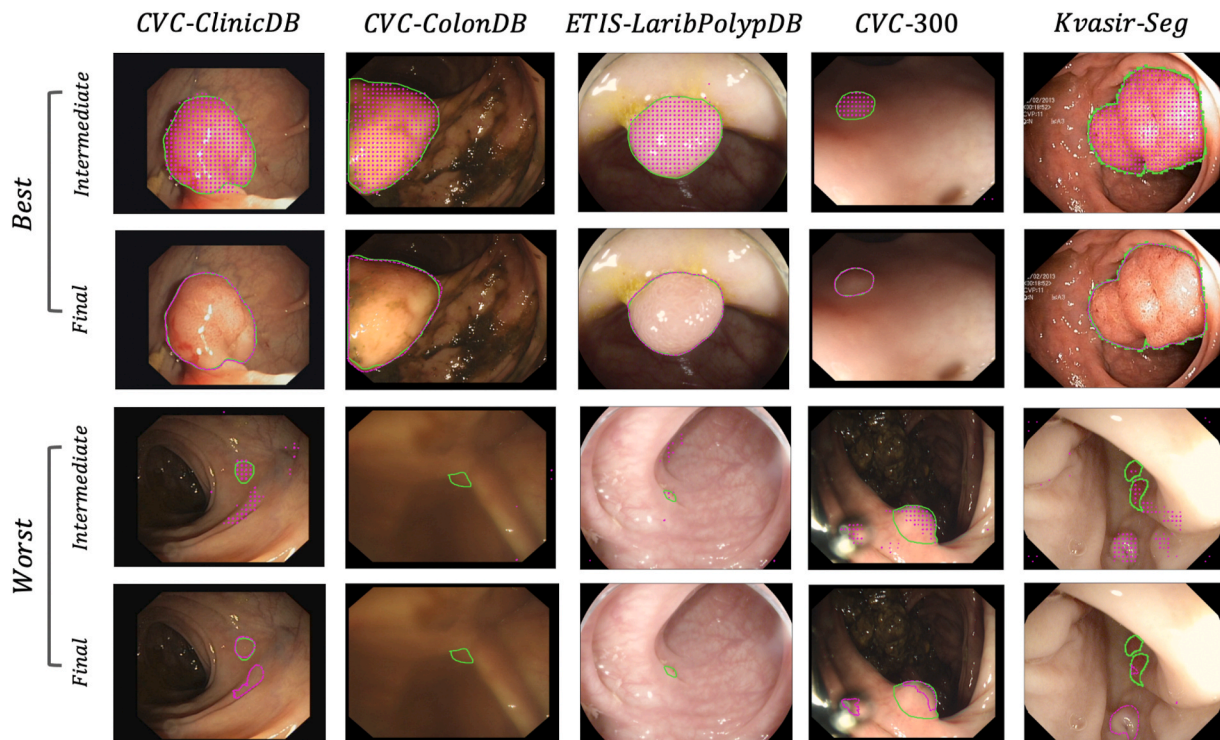 CVC-ClinicDB
CVC-ColonDB
ETIS-LaribPolypDB
CVC-300
Kvasir-Seg
Best
Intermediate
Final
Worst
Intermediate
Final